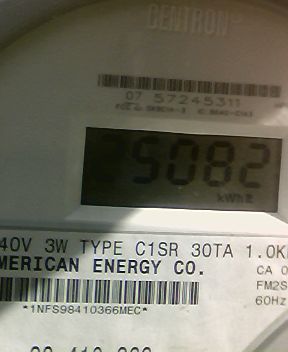 CENTRON®
07 57245311
25082
kWh
40V 3W TYPE C1SR 30TA 1.0K
MERICAN ENERGY CO.
CA 0
FM2S
60Hz
*1NFS98410366MEC*